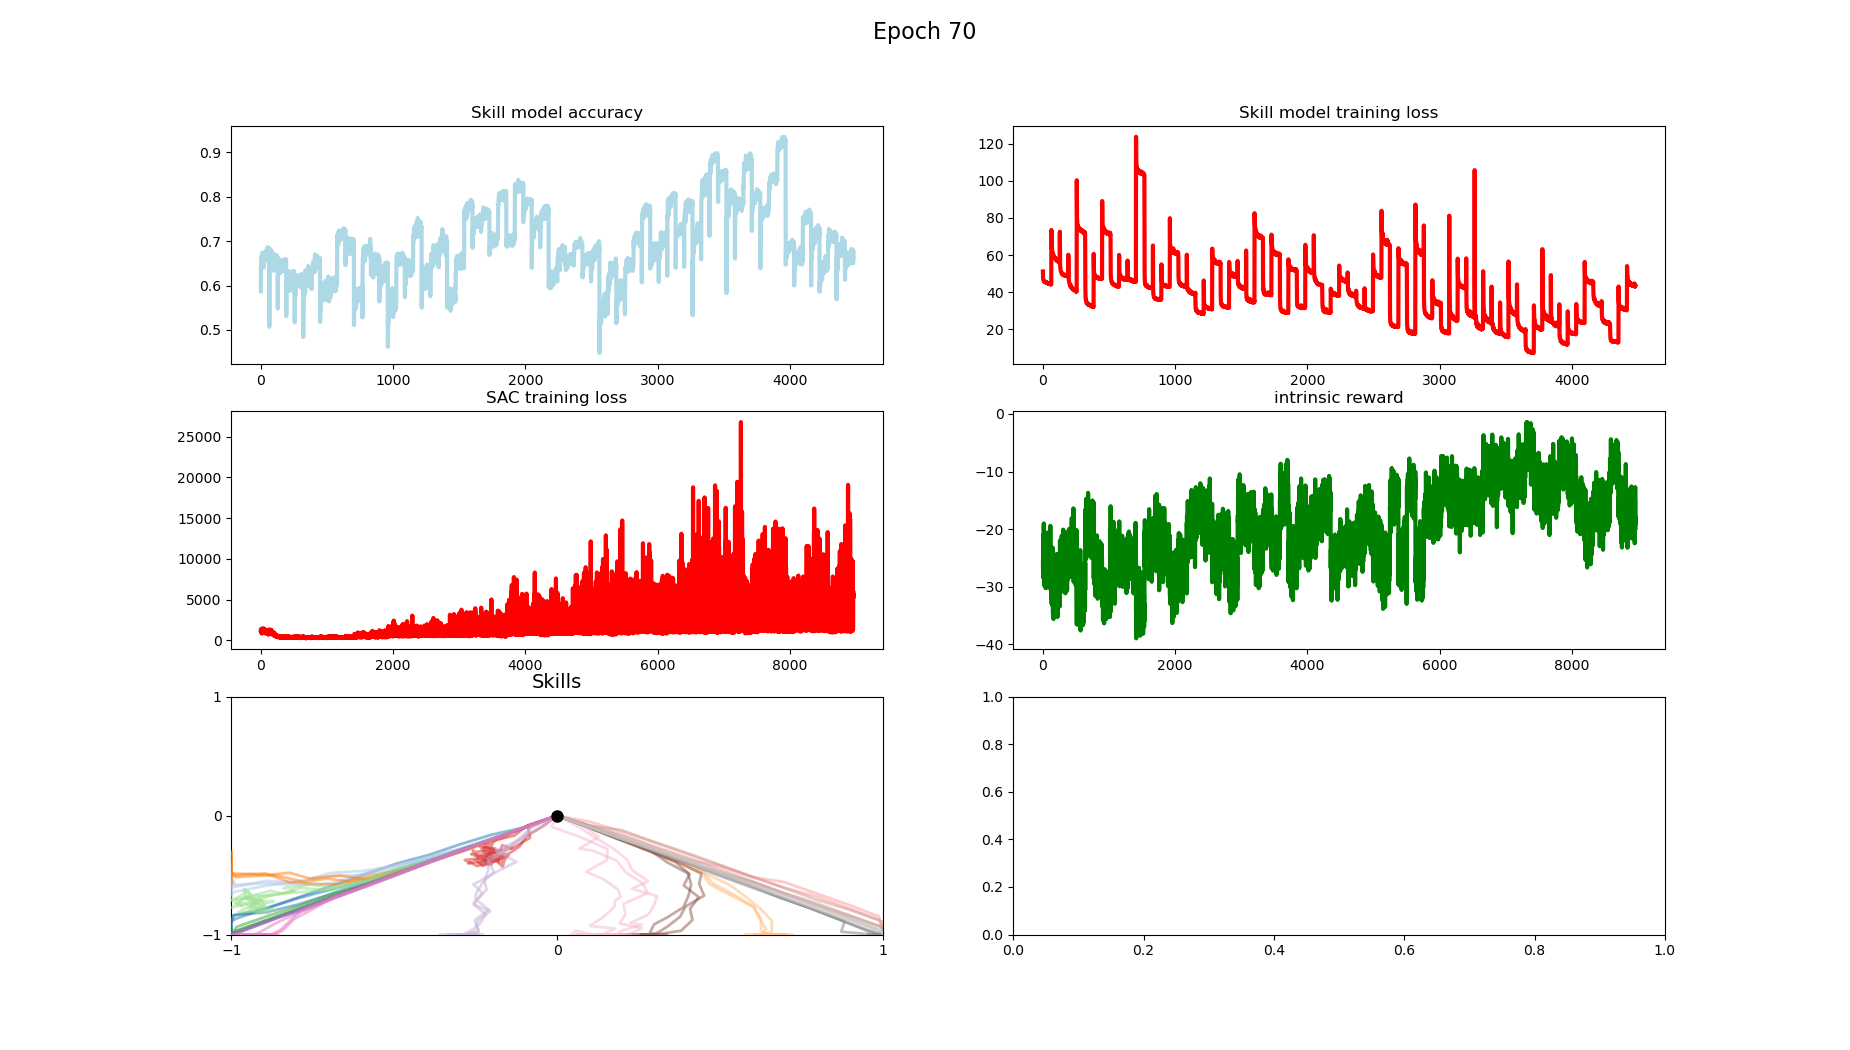 Epoch 70
Skill model accuracy
0.9
0.8
0.7
0.6
0.5
0 1000 2000 3000 4000
Skill model training loss
120
100
80
60
40
20
0 1000 2000 3000 4000
SAC training loss
25000
20000
15000
10000
5000
0
0 2000 4000 6000 8000
intrinsic reward
0
−10
−20
−30
−40
0 2000 4000 6000 8000
Skills
1
0
−1
−1 0 1
1.0
0.8
0.6
0.4
0.2
0.0
0.0 0.2 0.4 0.6 0.8 1.0